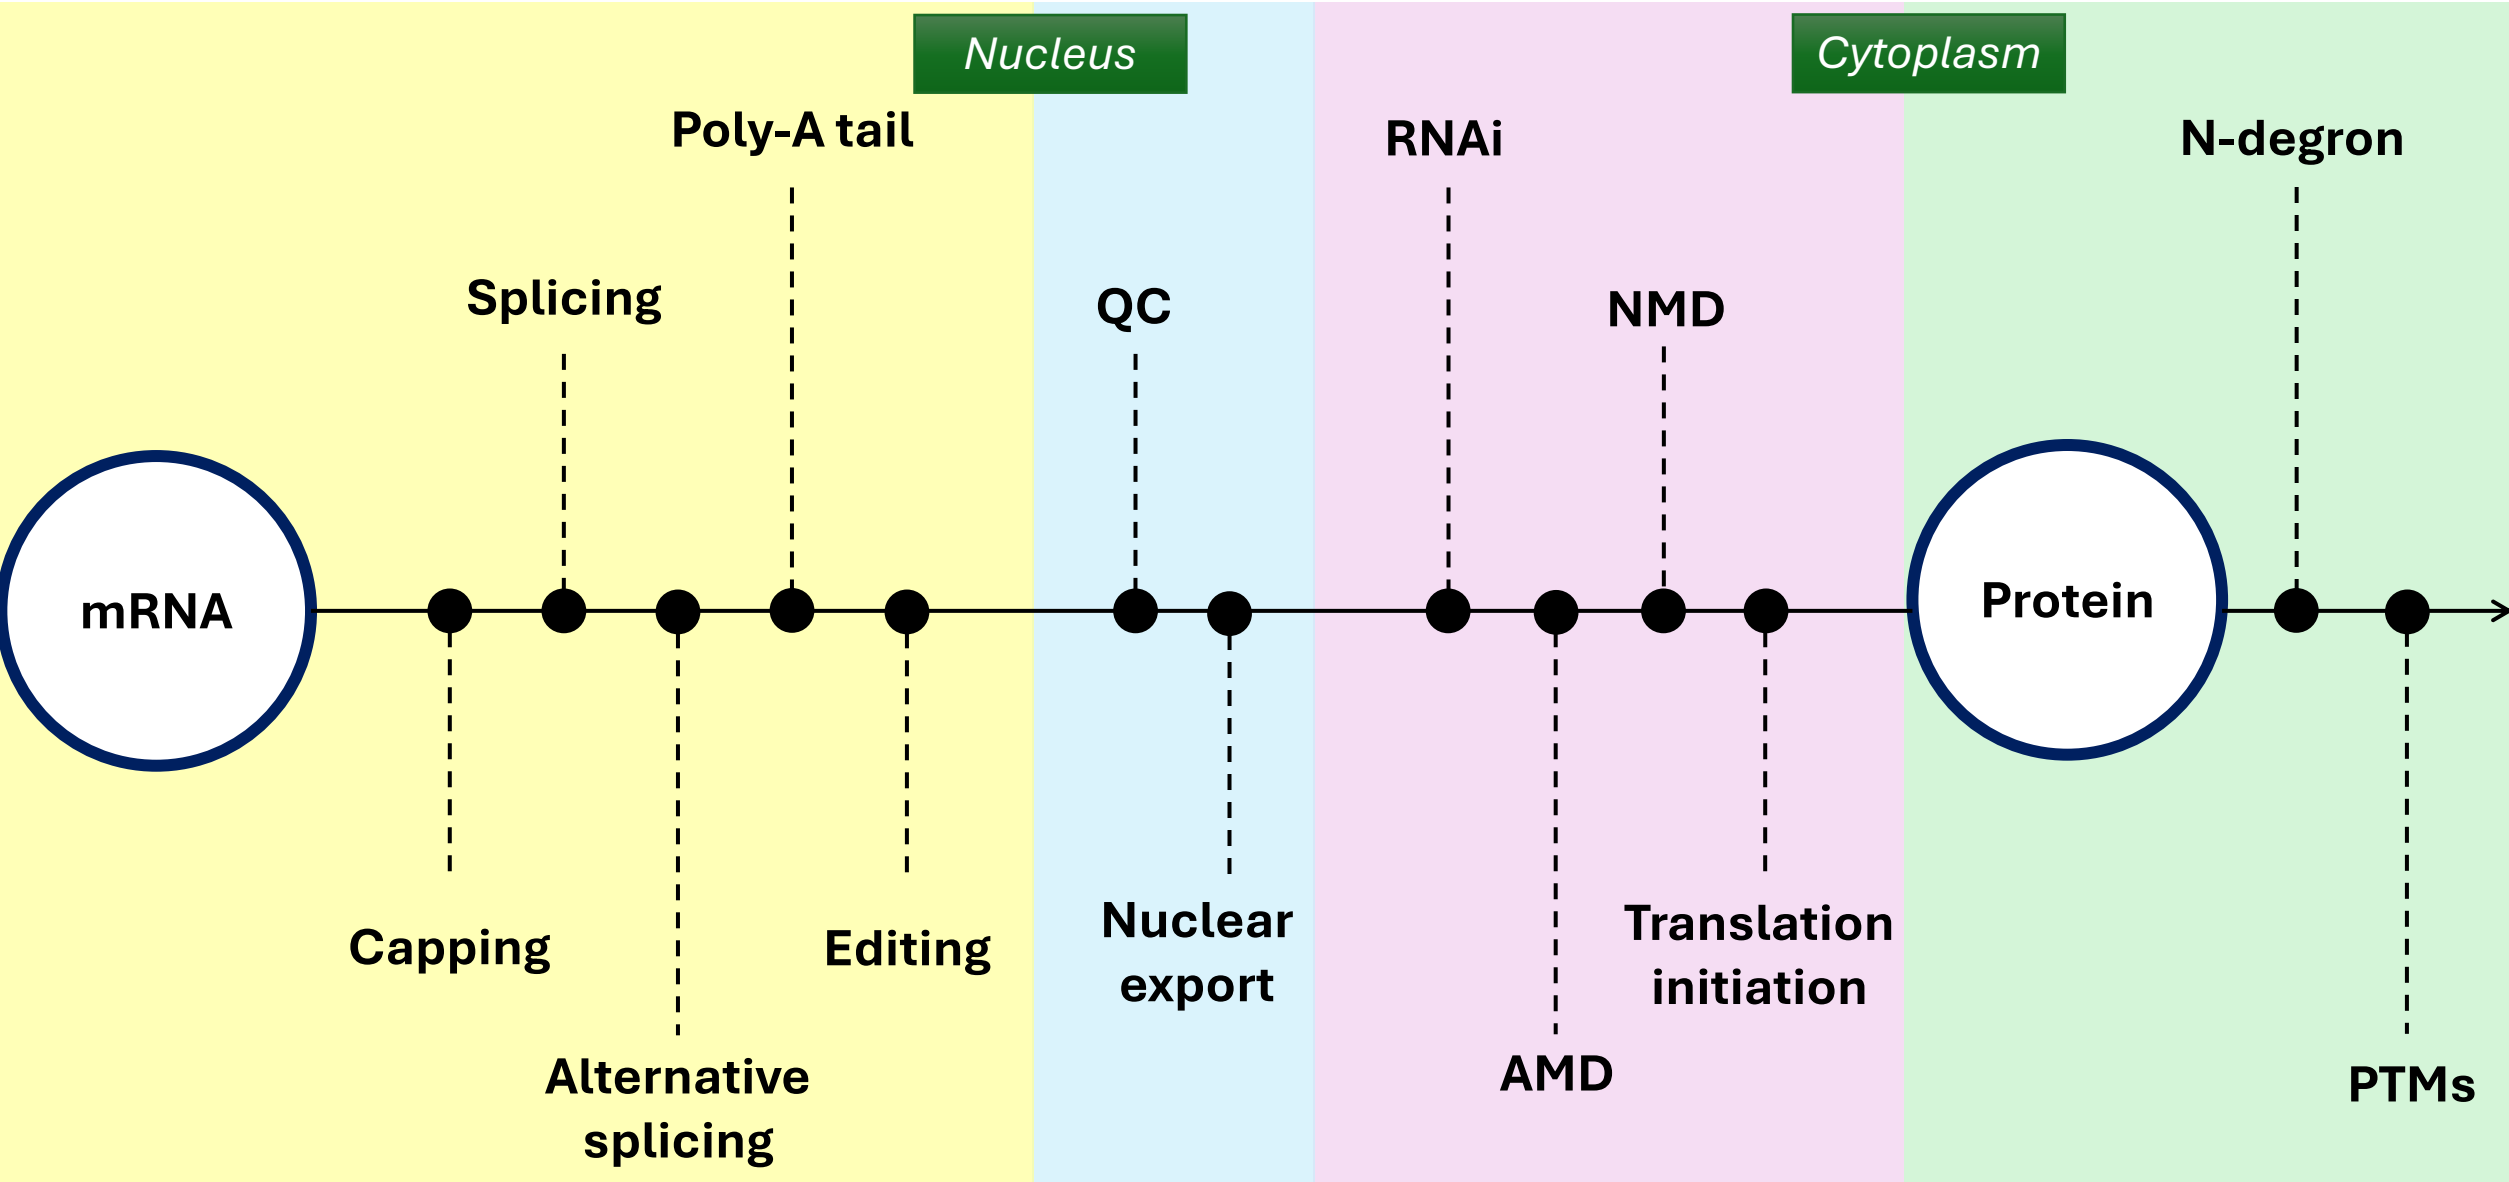 Nucleus
Cytoplasm
Poly-A tail
RNAi
N-degron
Splicing
QC
NMD
mRNA
Protein
Capping
Editing
Nuclear
export
Translation
initiation
Alternative
splicing
AMD
PTMs